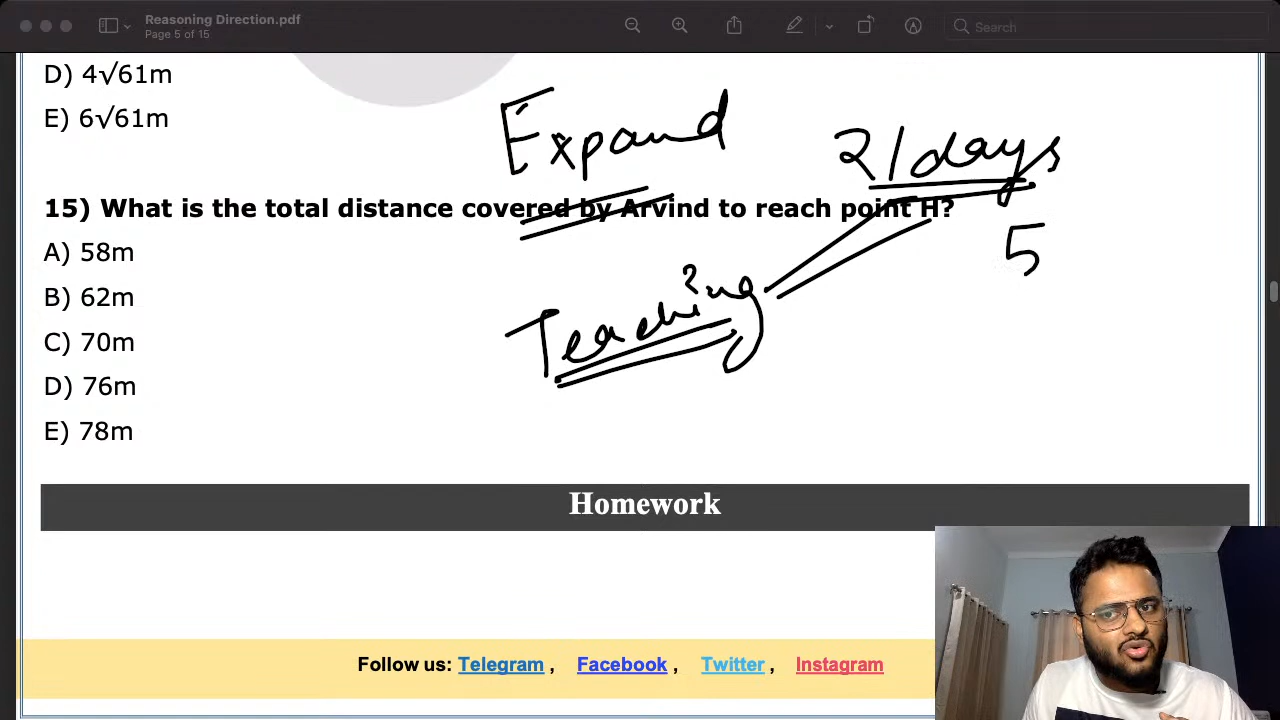 Reasoning Direction.pdf
Page 5 of 15
Search
D) 4√61m
E) 6√61m
Expand
21days
15) What is the total distance covered by Arvind to reach point H?
5
A) 58m
B) 62m
Teaching
C) 70m
D) 76m
E) 78m
Homework
Follow us: Telegram , Facebook , Twitter , Instagram